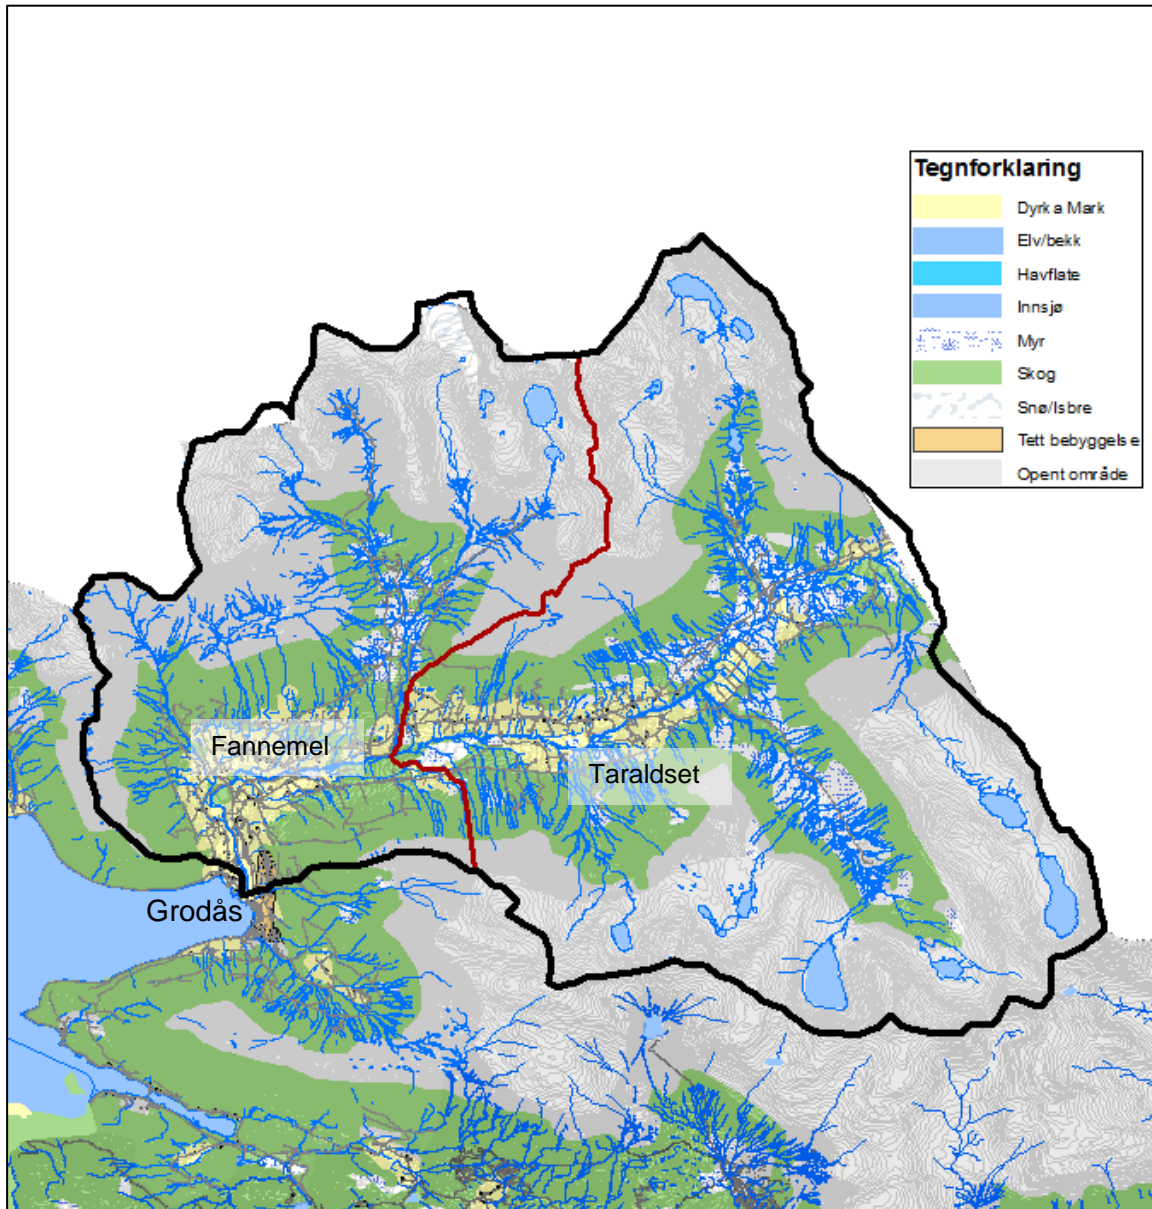 Tegnforklaring
Dyrka Mark
Elv/bekk
Havflate
Innsjø
Myr
Skog
Snø/Isbre
Tett bebyggelse
Opent område
Fannemel
Taraldset
Grodås